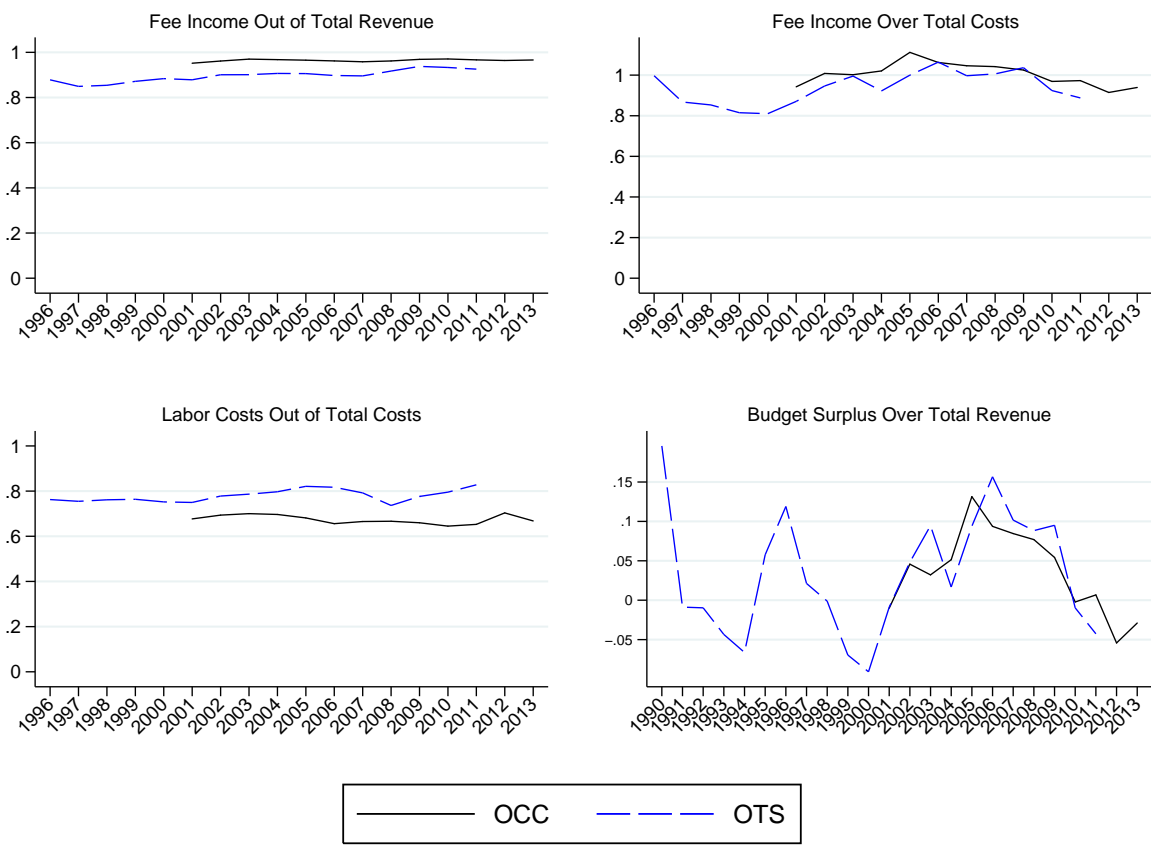 Fee Income Out of Total Revenue
1
.8
.6
.4
.2
0
1996 1997 1998 1999 2000 2001 2002 2003 2004 2005 2006 2007 2008 2009 2010 2011 2012 2013
Fee Income Over Total Costs
1
.8
.6
.4
.2
0
1996 1997 1998 1999 2000 2001 2002 2003 2004 2005 2006 2007 2008 2009 2010 2011 2012 2013
Labor Costs Out of Total Costs
1
.8
.6
.4
.2
0
1996 1997 1998 1999 2000 2001 2002 2003 2004 2005 2006 2007 2008 2009 2010 2011 2012 2013
Budget Surplus Over Total Revenue
.15
.1
.05
0
−.05
1990 1991 1992 1993 1994 1995 1996 1997 1998 1999 2000 2001 2002 2003 2004 2005 2006 2007 2008 2009 2010 2011 2012 2013
OCC OTS